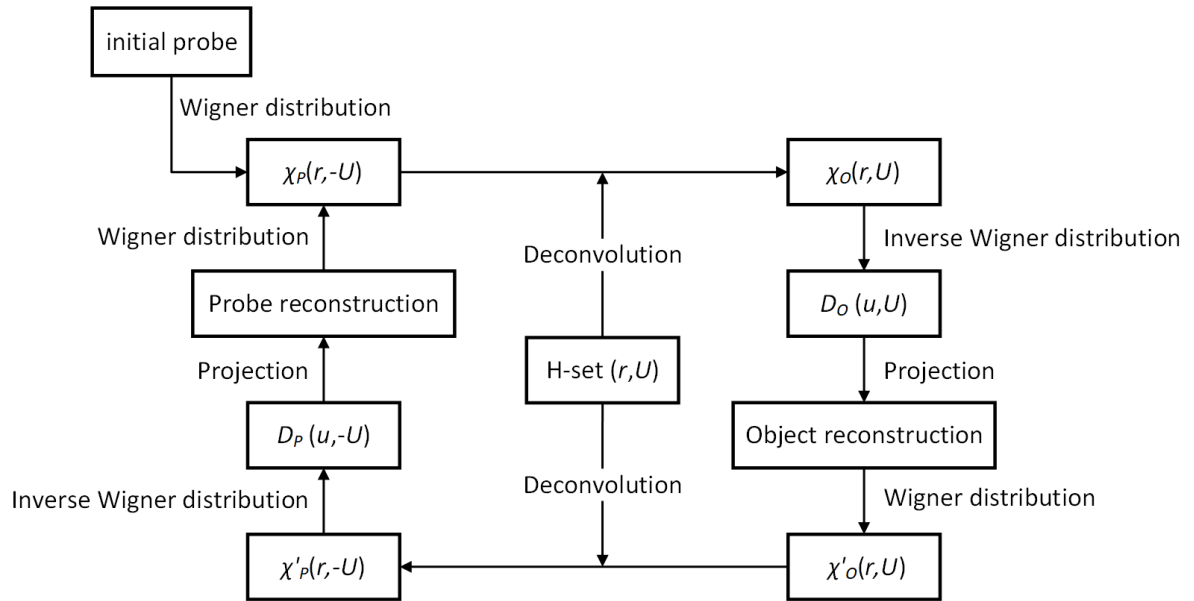 initial probe
Wigner distribution
χP(r,-U)
χO(r,U)
Wigner distribution
Deconvolution
Inverse Wigner distribution
Probe reconstruction
DO (u,U)
Projection
H-set (r,U)
Projection
DP (u,-U)
Object reconstruction
Inverse Wigner distribution
Deconvolution
Wigner distribution
χ'P(r,-U)
χ'O(r,U)